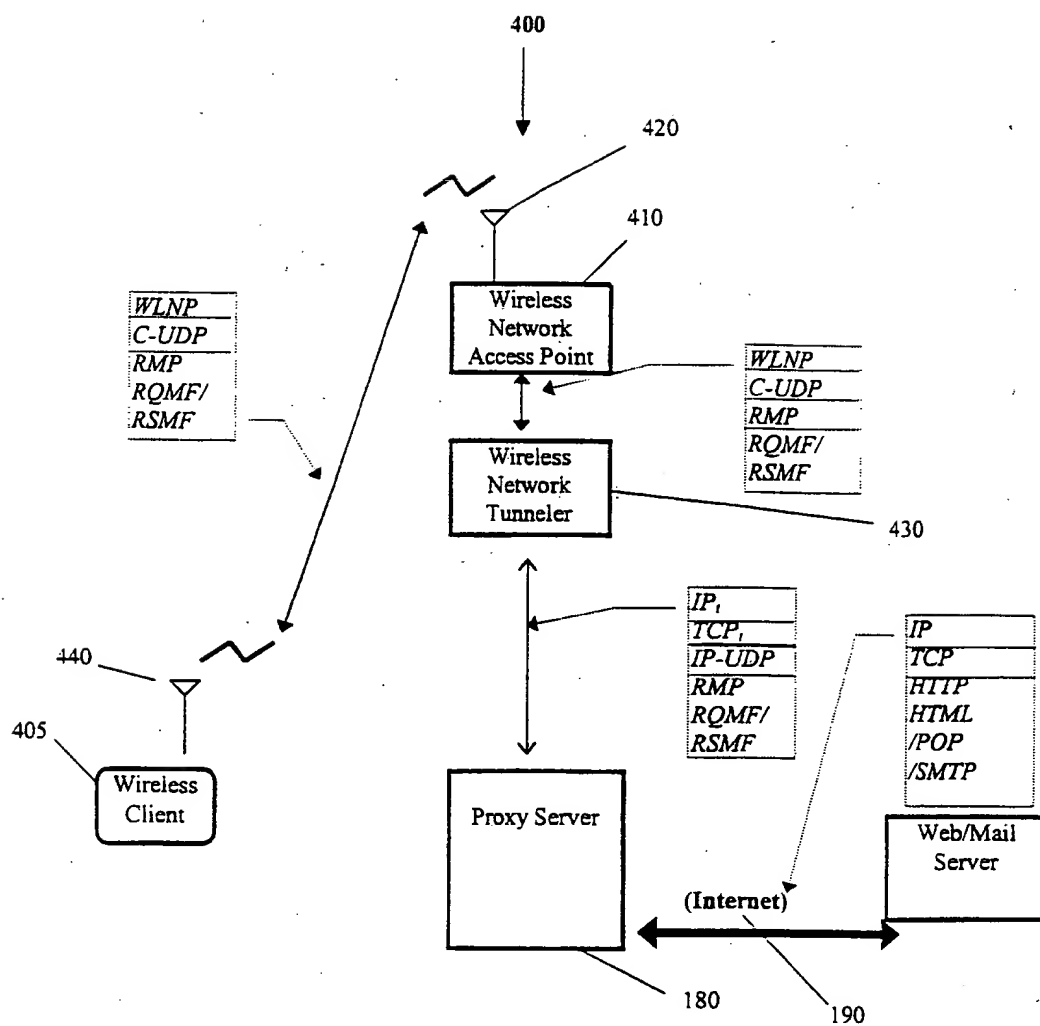 400
420
410
Wireless
Network
Access Point
WLNP
C-UDP
RMP
RQMF/
RSMF
WLNP
C-UDP
RMP
RQMF/
RSMF
Wireless
Network
Tunneler
430
IPt
TCPt
IP-UDP
RMP
RQMF/
RSMF
IP
TCP
HTTP
HTML
/POP
/SMTP
440
405
Wireless
Client
Proxy Server
Web/Mail
Server
(Internet)
180
190